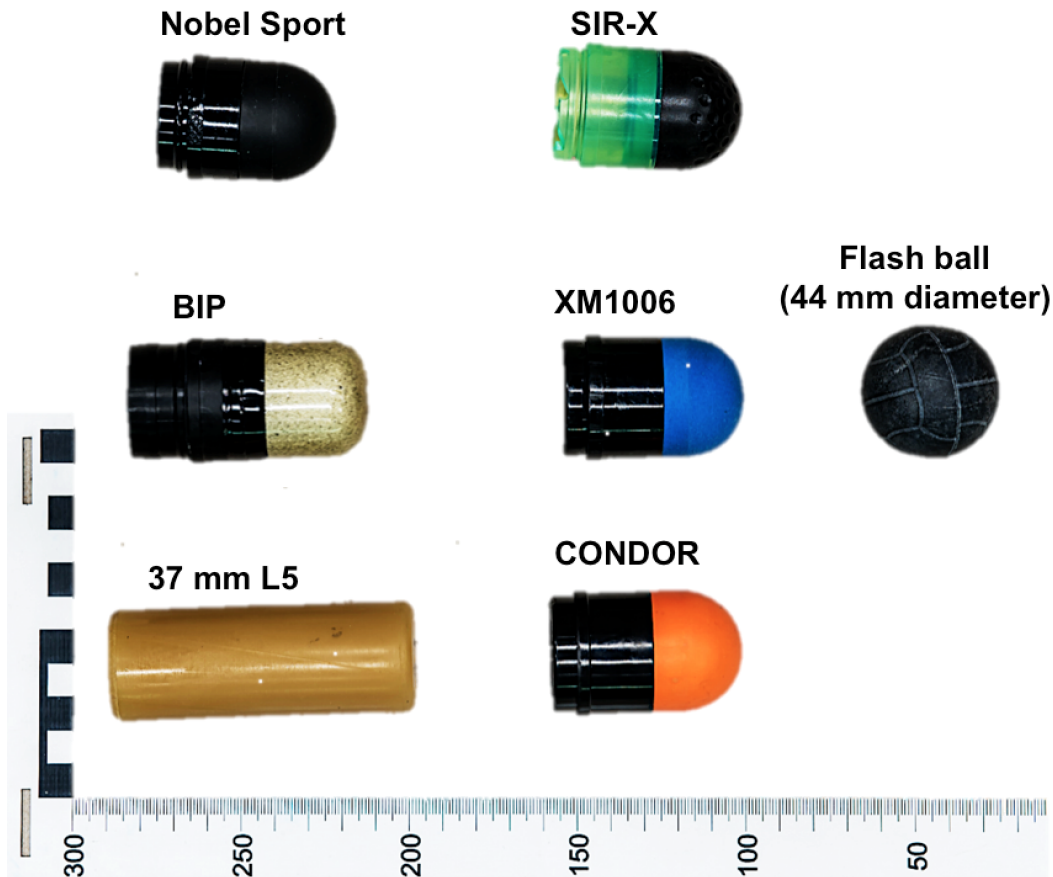 Nobel Sport
SIR-X
Flash ball
(44 mm diameter)
BIP
XM1006
CONDOR
37 mm L5
300
250
200
150
100
50